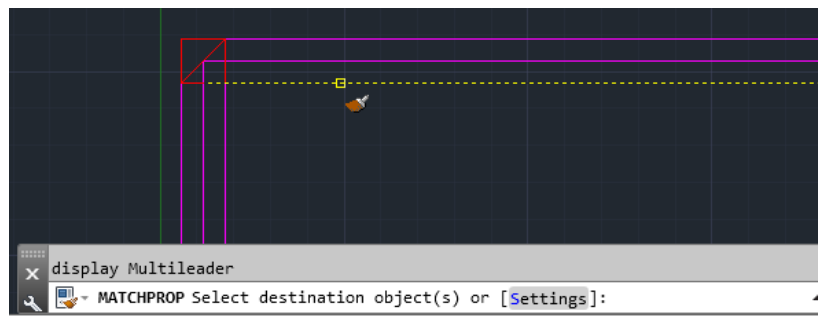 display Multileader
MATCHPROP Select destination object(s) or [Settings]: